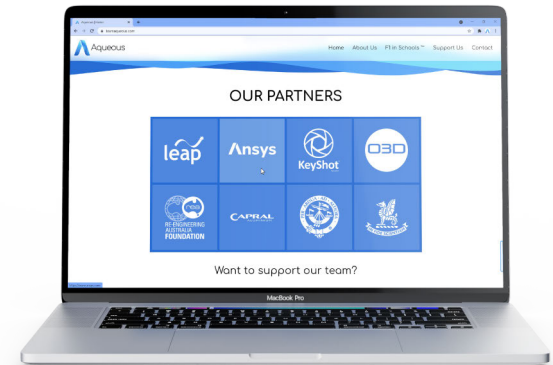 Aqueous
Home About Us F1 in Schools™ Support Us Contact
OUR PARTNERS
leap
Ansys
KeyShot
O3D
rea
RE-ENGINEERING
AUSTRALIA
FOUNDATION
CAPRAL
Want to support our team?
MacBook Pro